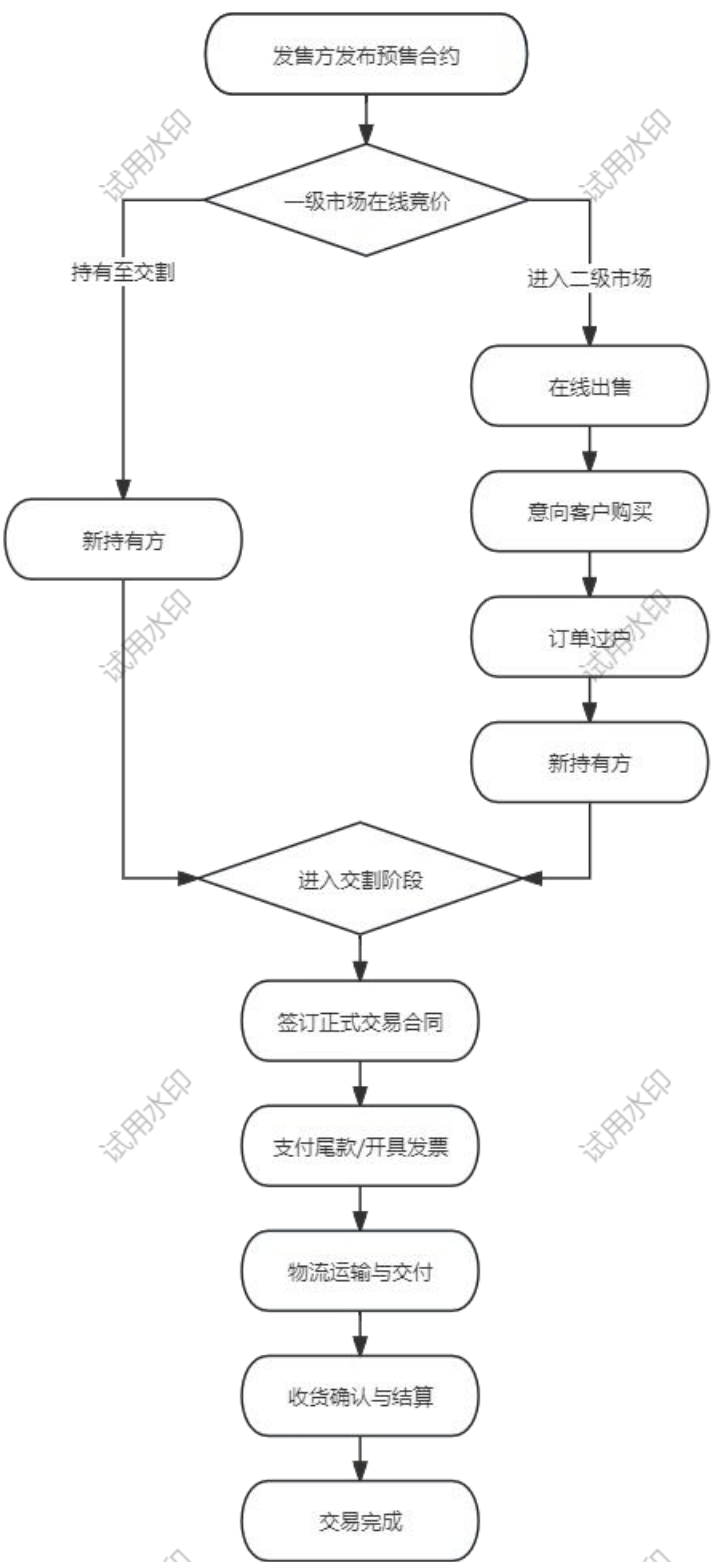 发售方发布预售合约
试用水印
试用水印
一级市场在线竞价
持有至交割
进入二级市场
在线出售
意向客户购买
新持有方
试用水印
试用水印
订单过户
新持有方
进入交割阶段
签订正式交易合同
试用水印
试用水印
支付尾款/开具发票
物流运输与交付
收货确认与结算
交易完成